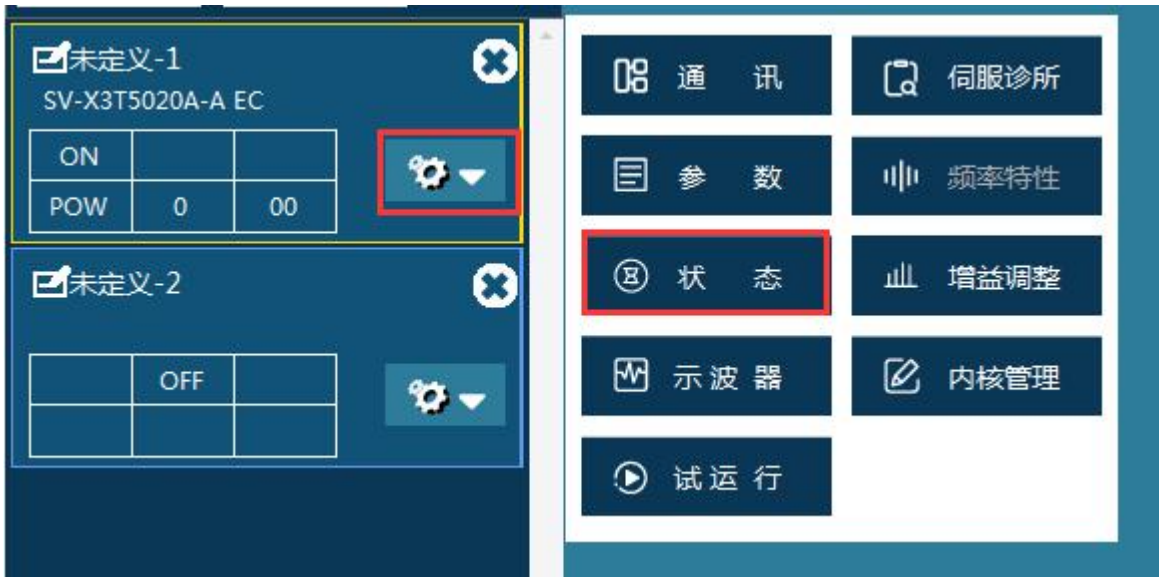 未定义-1
SV-X3T5020A-A EC
ON
POW 0 00
未定义-2
OFF
通 讯
伺服诊所
参 数
频率特性
状 态
增益调整
示波器
内核管理
试运行